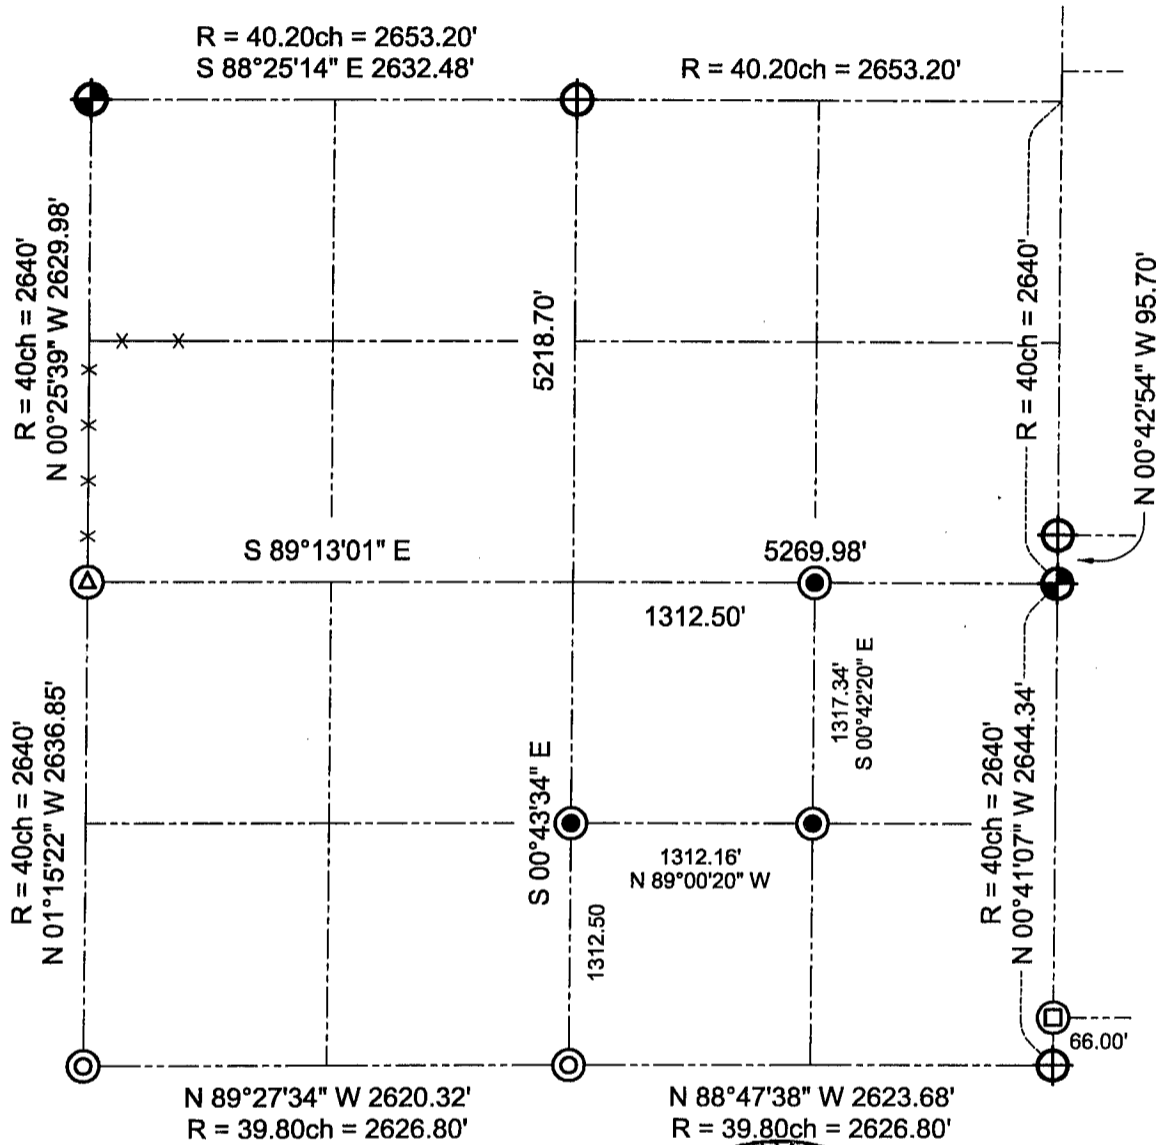 R = 40.20ch = 2653.20'
S 88°25'14" E 2632.48'
R = 40.20ch = 2653.20'
R = 40ch = 2640'
N 00°25'39" W 2629.98'
5218.70'
R = 40ch = 2640'
N 00°42'54" W 95.70'
S 89°13'01" E
5269.98'
1312.50'
1317.34'
S 00°42'20" E
R = 40ch = 2640'
N 01°15'22" W 2636.85'
S 00°43'34" E
1312.16'
N 89°00'20" W
1312.50
R = 40ch = 2640'
N 00°41'07" W 2644.34'
66.00'
N 89°27'34" W 2620.32'
R = 39.80ch = 2626.80'
N 88°47'38" W 2623.68'
R = 39.80ch = 2626.80'